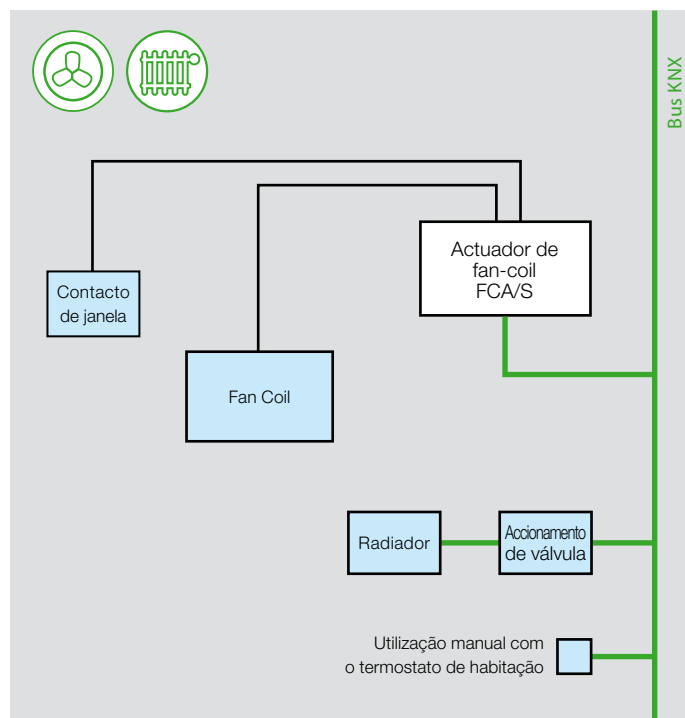 Bus KNX
Actuador de
fan-coil
FCA/S
Contacto
de janela
Fan Coil
Radiador
Accionamento
de válvula
Utilização manual com
o termostato de habitação